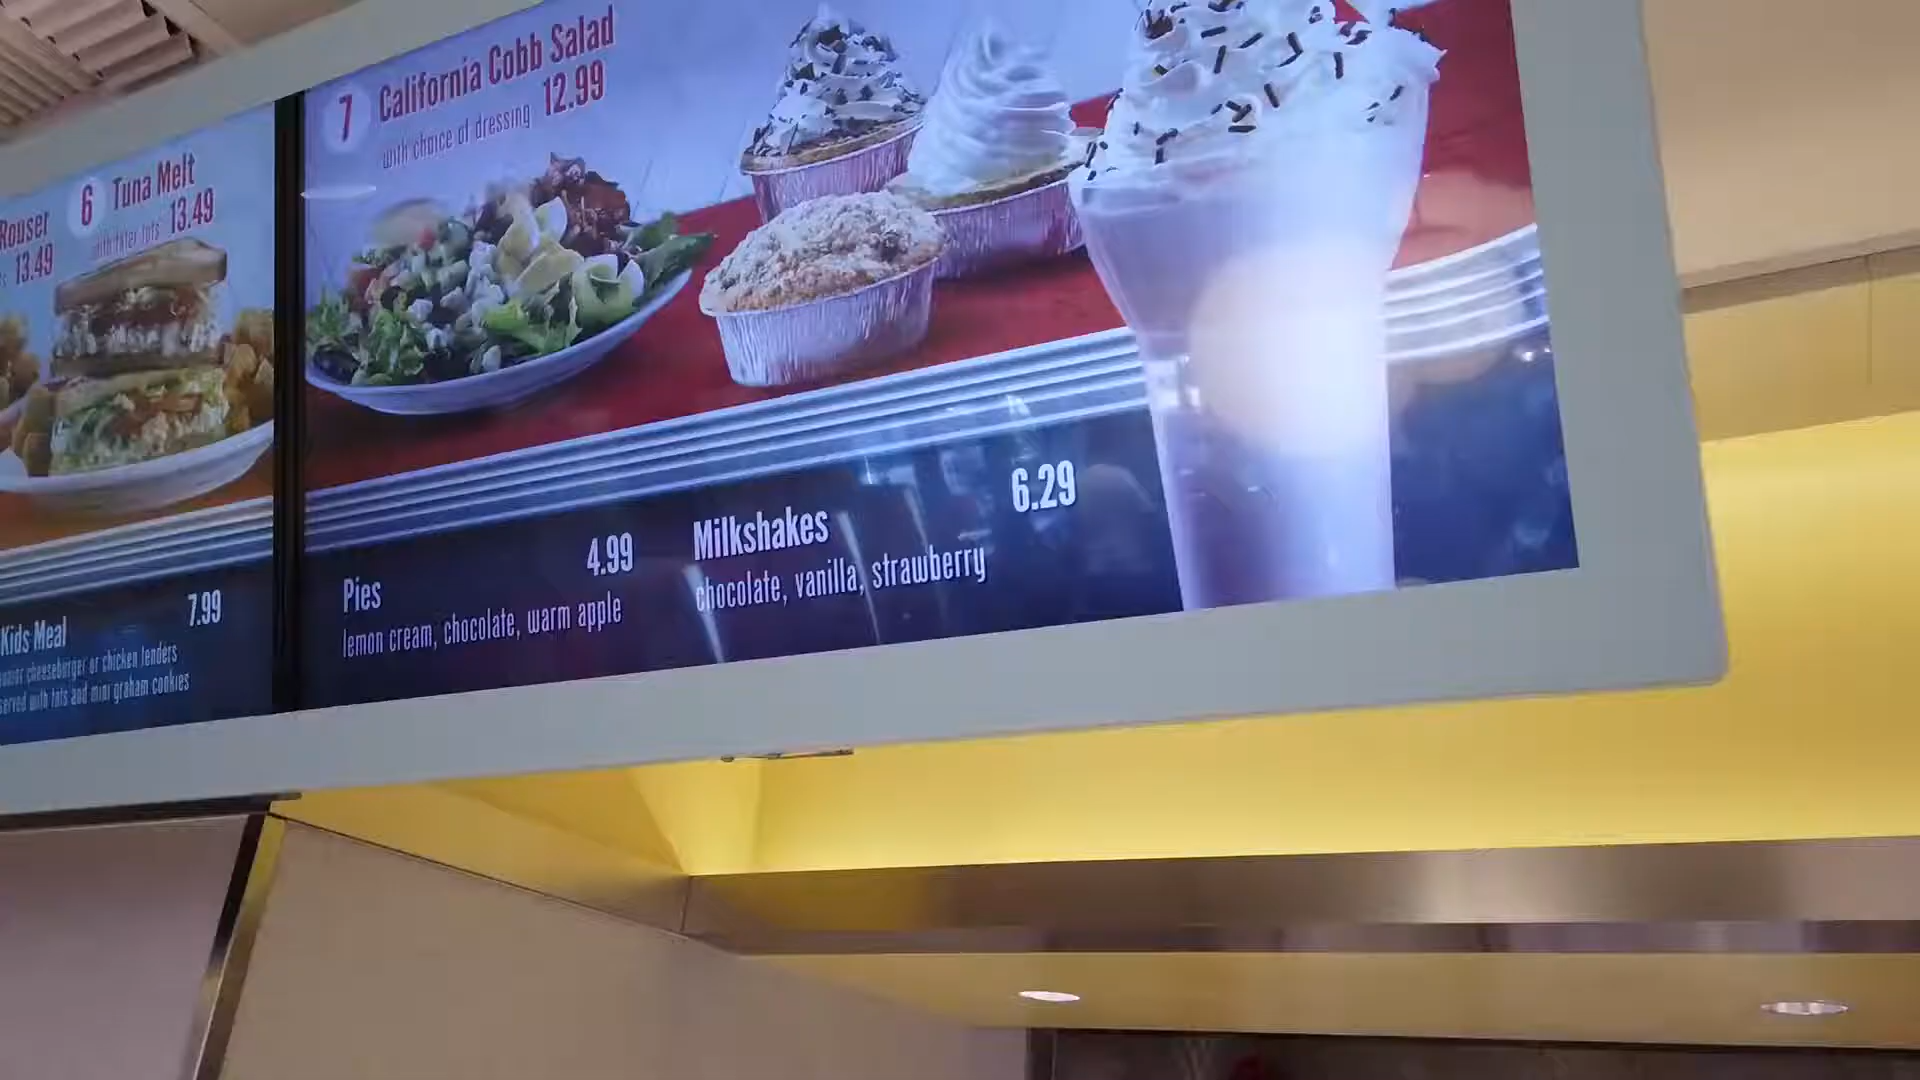 Rouser
13.49
6 Tuna Melt
with tater tots 13.49
Kids Meal 7.99
junior cheeseburger or chicken tenders
served with tots and mini graham cookies
7 California Cobb Salad
with choice of dressing 12.99
Pies 4.99
lemon cream, chocolate, warm apple
Milkshakes 6.29
chocolate, vanilla, strawberry